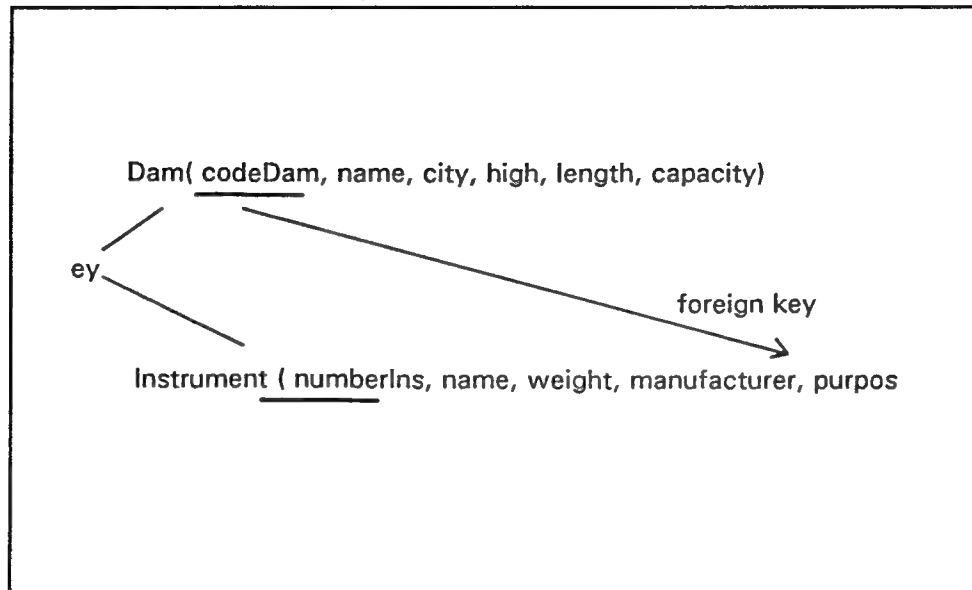 Dam( codeDam, name, city, high, length, capacity)
ey
foreign key
Instrument ( numberIns, name, weight, manufacturer, purpos